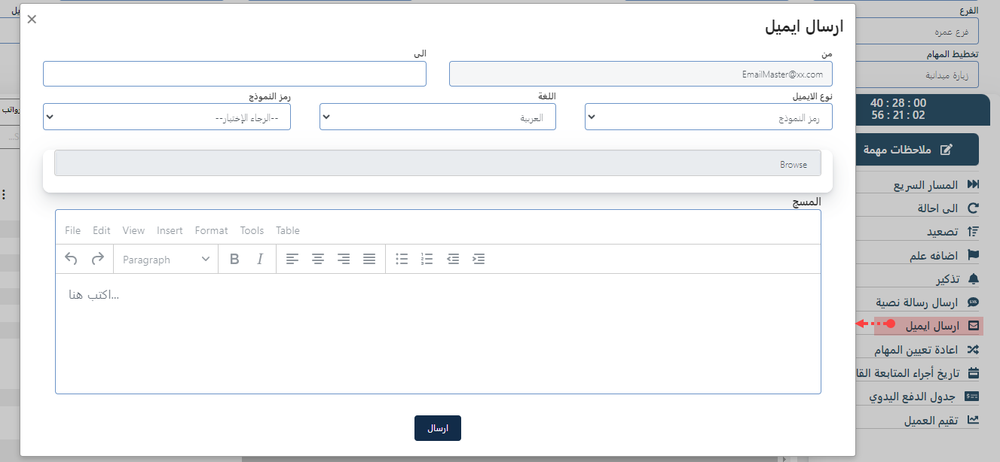 ارسال ايميل
من
الى
EmailMaster@xx.com
نوع الايميل
اللغة
رمز النموذج
رمز النموذج
العربية
--الرجاء الإختيار--
Browse
المسج
File Edit View Insert Format Tools Table
Paragraph B I
اكتب هنا...
ارسال
الفرع
فرع عمره
تخطيط المهام
زيارة ميدانية
40 : 28 : 00
56 : 21 : 02
ملاحظات مهمة
المسار السريع
الى احالة
تصعيد
اضافه علم
تذكير
ارسال رسالة نصية
ارسال ايميل
اعادة تعيين المهام
تاريخ أجراء المتابعة القا
جدول الدفع اليدوي
تقيم العميل
يل
رواتب
S...